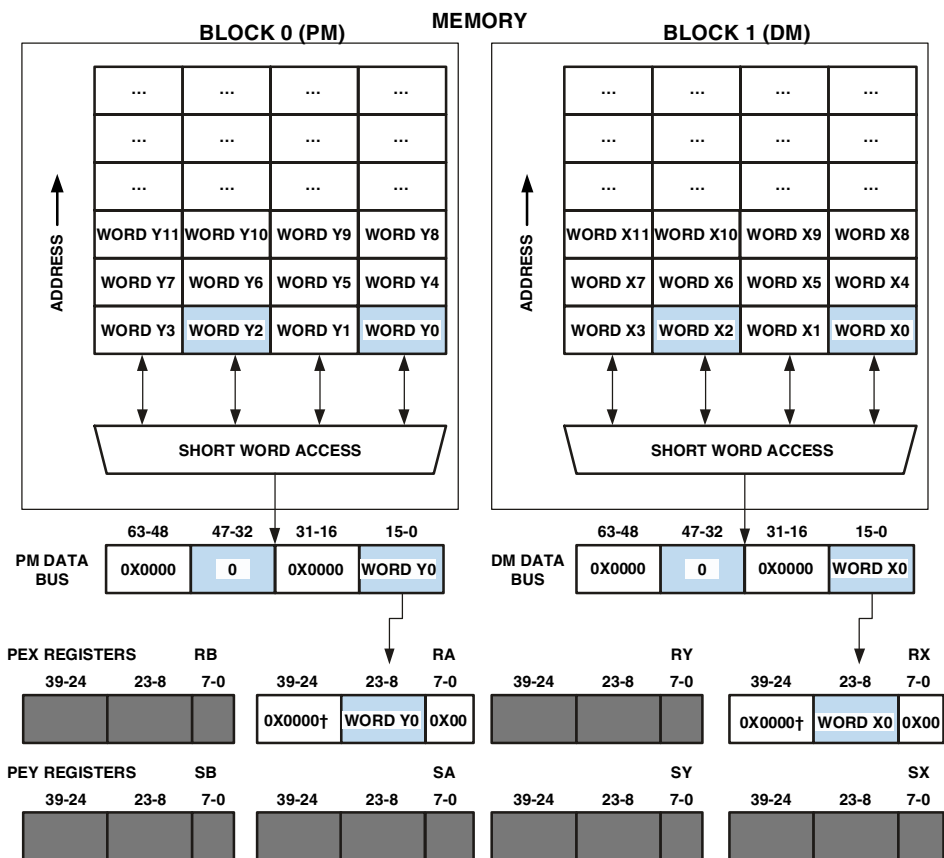 MEMORY
BLOCK 0 (PM) BLOCK 1 (DM)
... ... ... ... ... ... ... ...
... ... ... ... ... ... ... ...
... ... ... ... ... ... ... ...
WORD Y11 WORD Y10 WORD Y9 WORD Y8 WORD X11 WORD X10 WORD X9 WORD X8
WORD Y7 WORD Y6 WORD Y5 WORD Y4 WORD X7 WORD X6 WORD X5 WORD X4
WORD Y3 WORD Y2 WORD Y1 WORD Y0 WORD X3 WORD X2 WORD X1 WORD X0
ADDRESS ADDRESS
SHORT WORD ACCESS SHORT WORD ACCESS
63-48 47-32 31-16 15-0 63-48 47-32 31-16 15-0
PM DATA BUS 0X0000 0 0X0000 WORD Y0 DM DATA BUS 0X0000 0 0X0000 WORD X0
PEX REGISTERS RB RA RY RX
39-24 23-8 7-0 39-24 23-8 7-0 39-24 23-8 7-0 39-24 23-8 7-0
0X0000† WORD Y0 0X00 0X0000† WORD X0 0X00
PEY REGISTERS SB SA SY SX
39-24 23-8 7-0 39-24 23-8 7-0 39-24 23-8 7-0 39-24 23-8 7-0